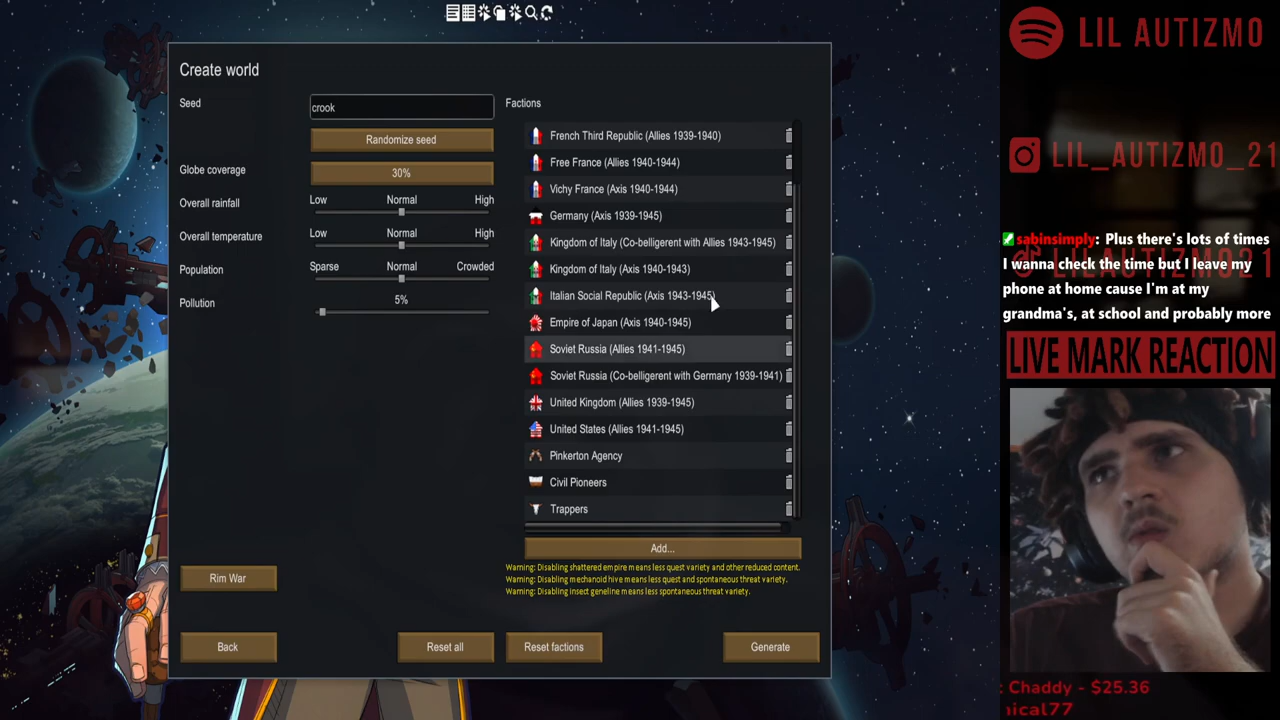 Create world
Seed
crook
Randomize seed
Globe coverage
30%
Overall rainfall
Low Normal High
Overall temperature
Low Normal High
Population
Sparse Normal Crowded
Pollution
5%
Rim War
Back
Reset all
Factions
French Third Republic (Allies 1939-1940)
Free France (Allies 1940-1944)
Vichy France (Axis 1940-1944)
Germany (Axis 1939-1945)
Kingdom of Italy (Co-belligerent with Allies 1943-1945)
Kingdom of Italy (Axis 1940-1943)
Italian Social Republic (Axis 1943-1945)
Empire of Japan (Axis 1940-1945)
Soviet Russia (Allies 1941-1945)
Soviet Russia (Co-belligerent with Germany 1939-1941)
United Kingdom (Allies 1939-1945)
United States (Allies 1941-1945)
Pinkerton Agency
Civil Pioneers
Trappers
Add...
Warning: Disabling shattered empire means less quest variety and other reduced content.
Warning: Disabling mechanoid hive means less quest and spontaneous threat variety.
Warning: Disabling insect geneline means less spontaneous threat variety.
Reset factions
Generate
LIL AUTIZMO
LIL_AUTIZMO_21
sabinsimply: Plus there's lots of times
I wanna check the time but I leave my
phone at home cause I'm at my
grandma's, at school and probably more
LILAUTIZMO21
LIVE MARK REACTION
: Chaddy - $25.36
ical77